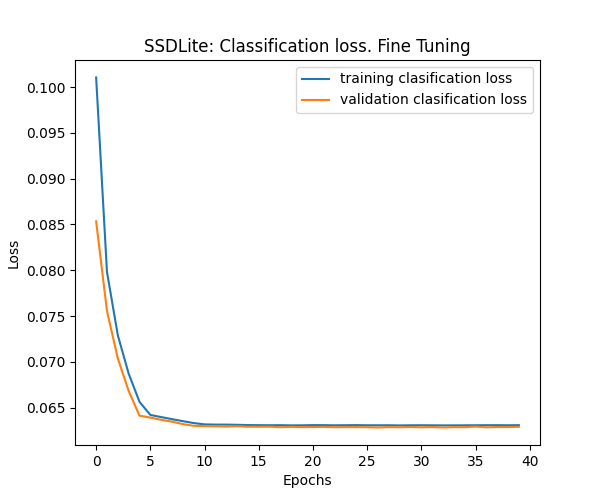 SSDLite: Classification loss. Fine Tuning
training clasification loss
validation clasification loss
0.100
0.095
0.090
0.085
0.080
0.075
0.070
0.065
Loss
0 5 10 15 20 25 30 35 40
Epochs